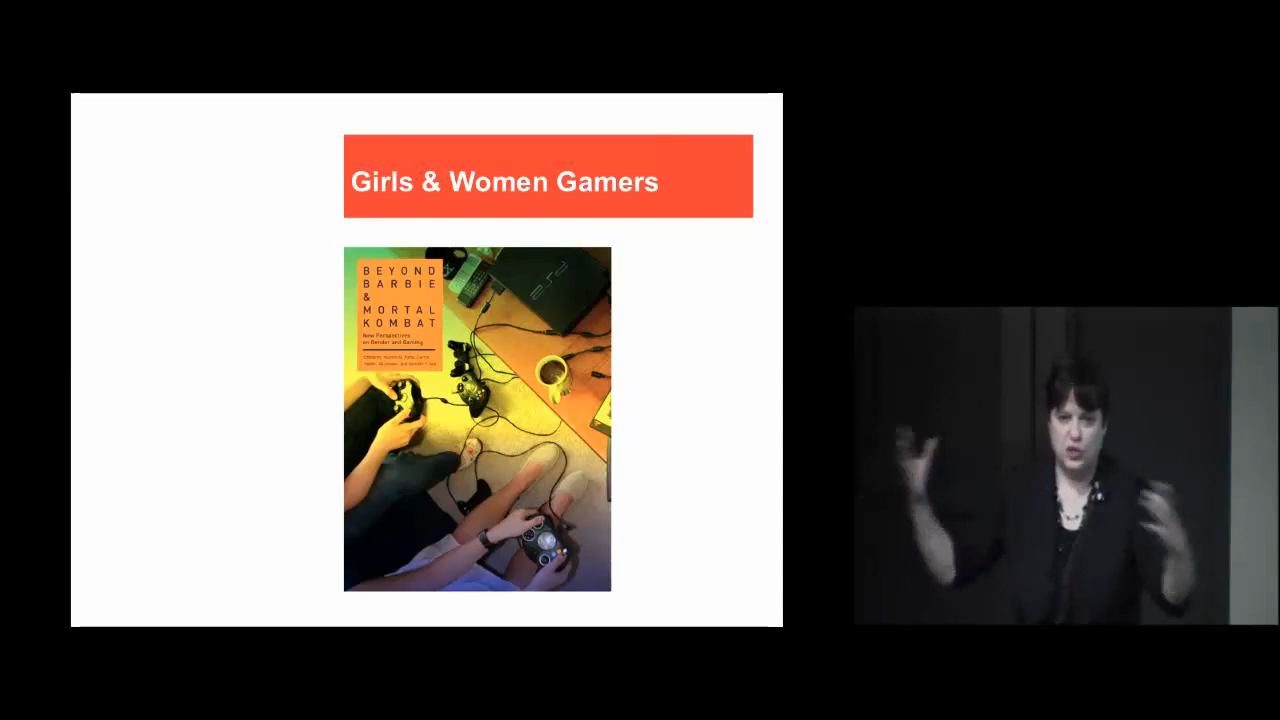 Girls & Women Gamers
BEYOND
BARBIE
&
MORTAL
KOMBAT
New Perspectives
on Gender and Gaming